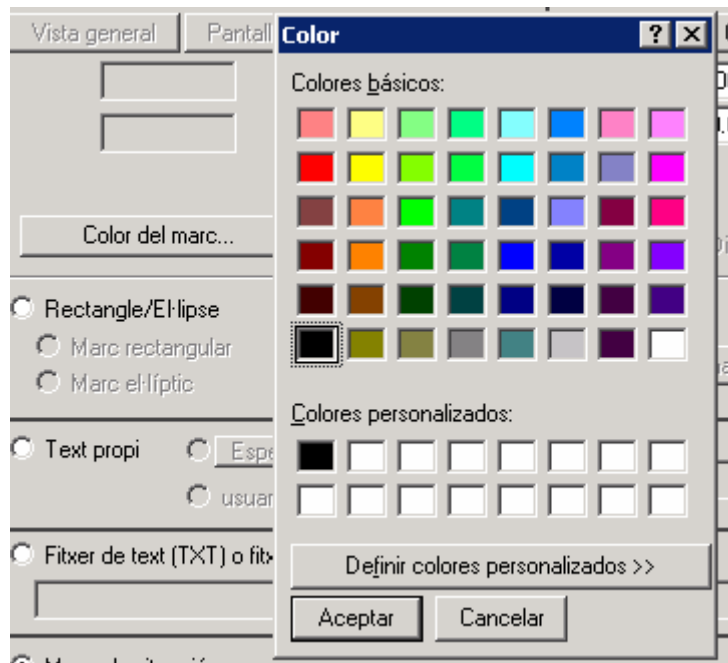 Vista general
Pantall
Color
Colores básicos:
Color del marc...
Rectangle/El·lipse
Marc rectangular
Marc el·líptic
Colores personalizados:
Text propi
Espe
usuar
Fitxer de text (TXT) o fitx
Definir colores personalizados >>
Aceptar
Cancelar